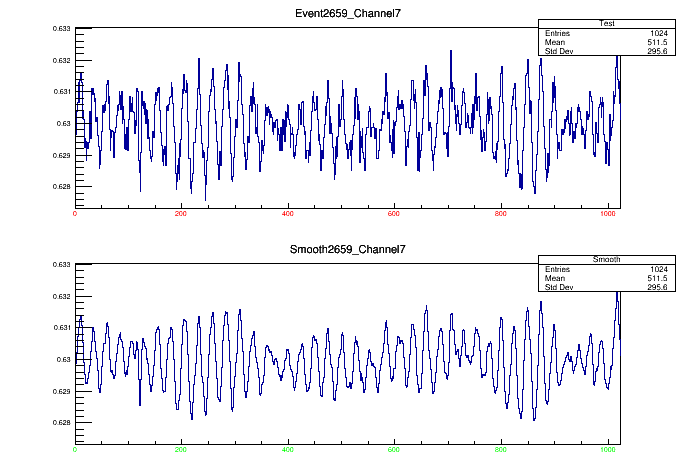 Event2659_Channel7
Test
Entries 1024
Mean 511.5
Std Dev 295.6
0.633
0.632
0.631
0.63
0.629
0.628
0 200 400 600 800 1000
Smooth2659_Channel7
Smooth
Entries 1024
Mean 511.5
Std Dev 295.6
0.633
0.632
0.631
0.63
0.629
0.628
0 200 400 600 800 1000